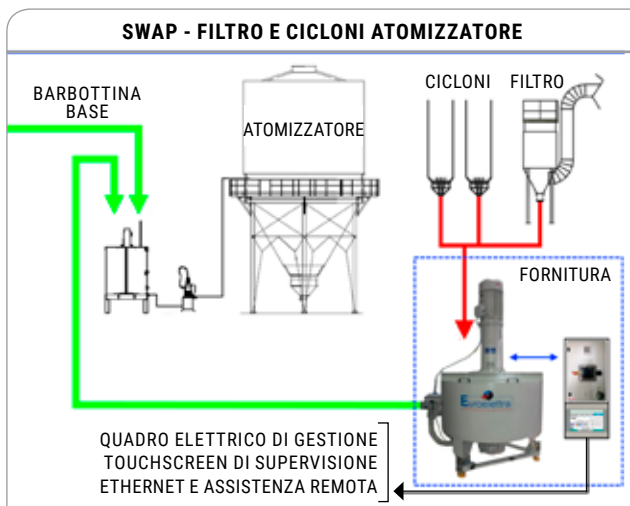 SWAP - FILTRO E CICLONI ATOMIZZATORE
BARBOTTINA
BASE
ATOMIZZATORE
CICLONI
FILTRO
FORNITURA
Euroelettra
QUADRO ELETTRICO DI GESTIONE
TOUCHSCREEN DI SUPERVISIONE
ETHERNET E ASSISTENZA REMOTA